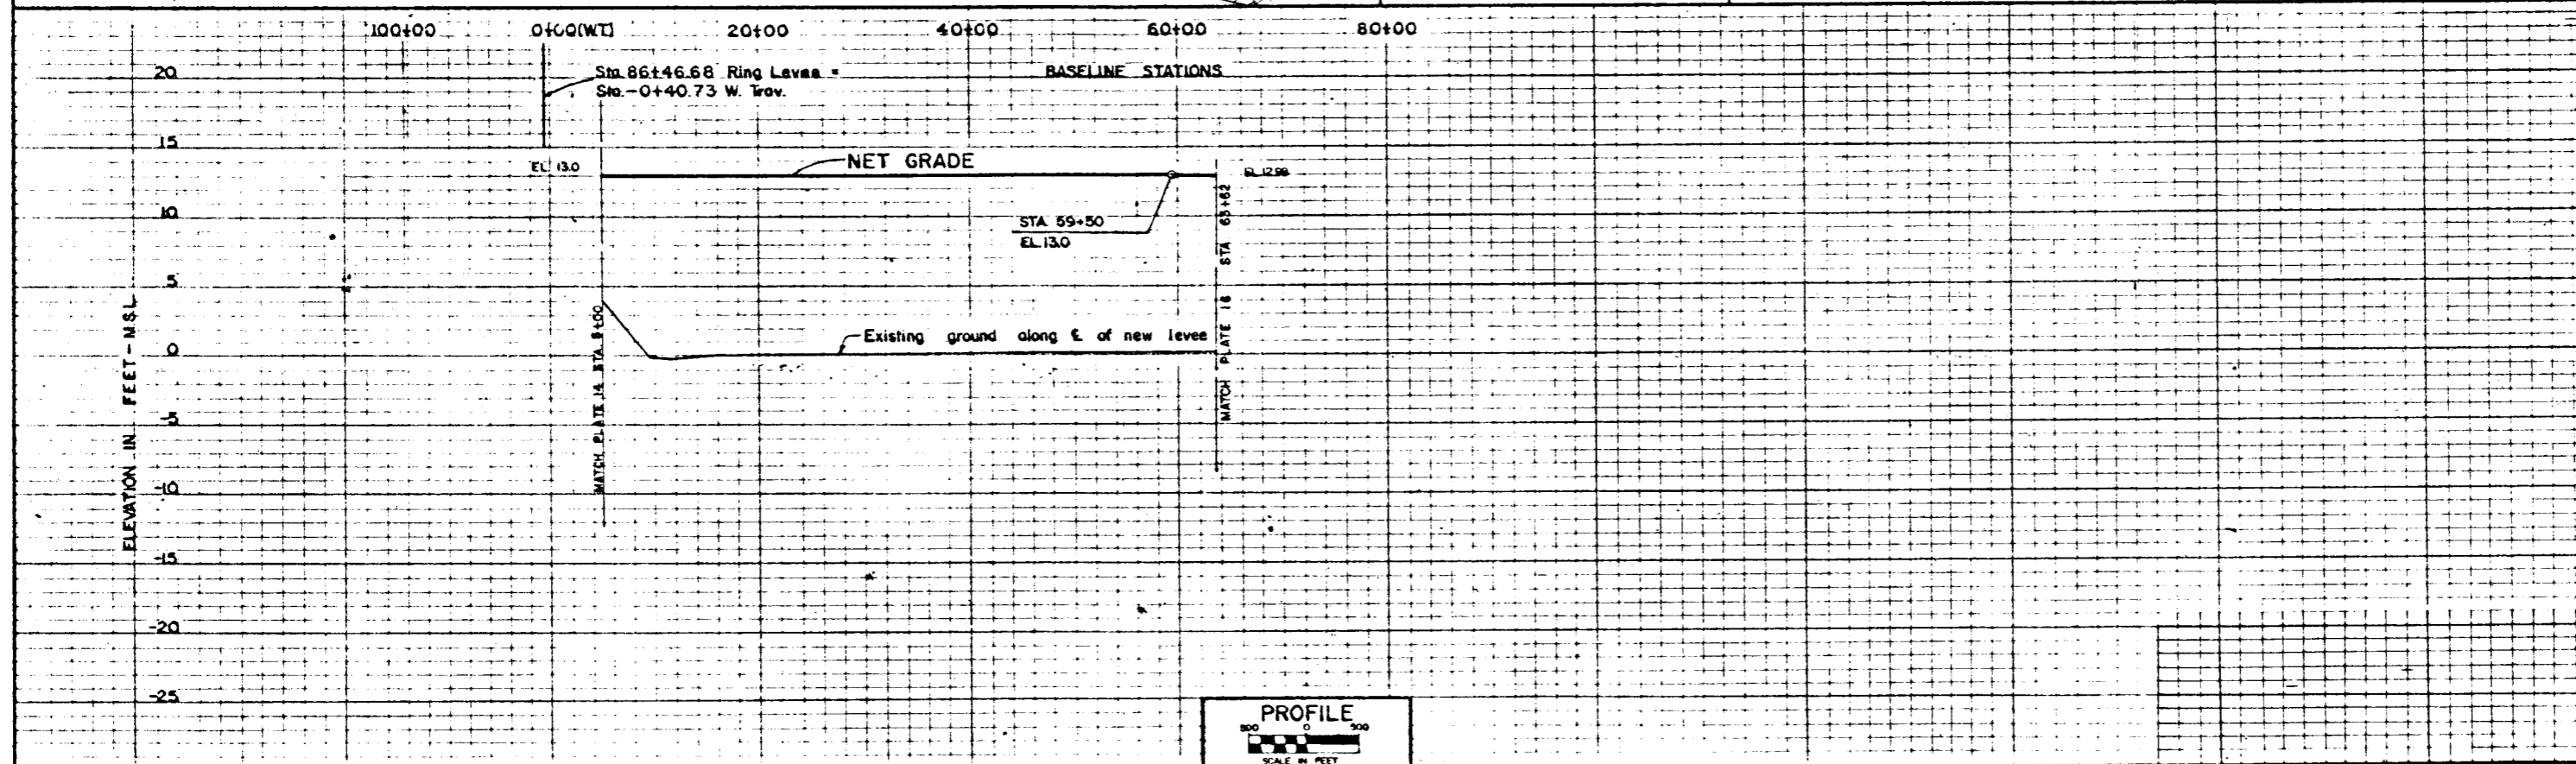 100+00 0+00(WT) 20+00 40+00 60+00 80+00
Sta. 86+46.68 Ring Levee =
Sta.-0+40.73 W. Trav.
BASELINE STATIONS
20
15
10
5
0
-5
-10
-15
-20
-25
ELEVATION IN FEET-M.S.L.
EL. 13.0
NET GRADE
EL. 12.98
STA. 59+50
EL. 13.0
MATCH PLATE 14 STA.
Existing ground along ℄ of new levee
MATCH PLATE 16 STA 63+62
PROFILE
500 0 500
SCALE IN FEET